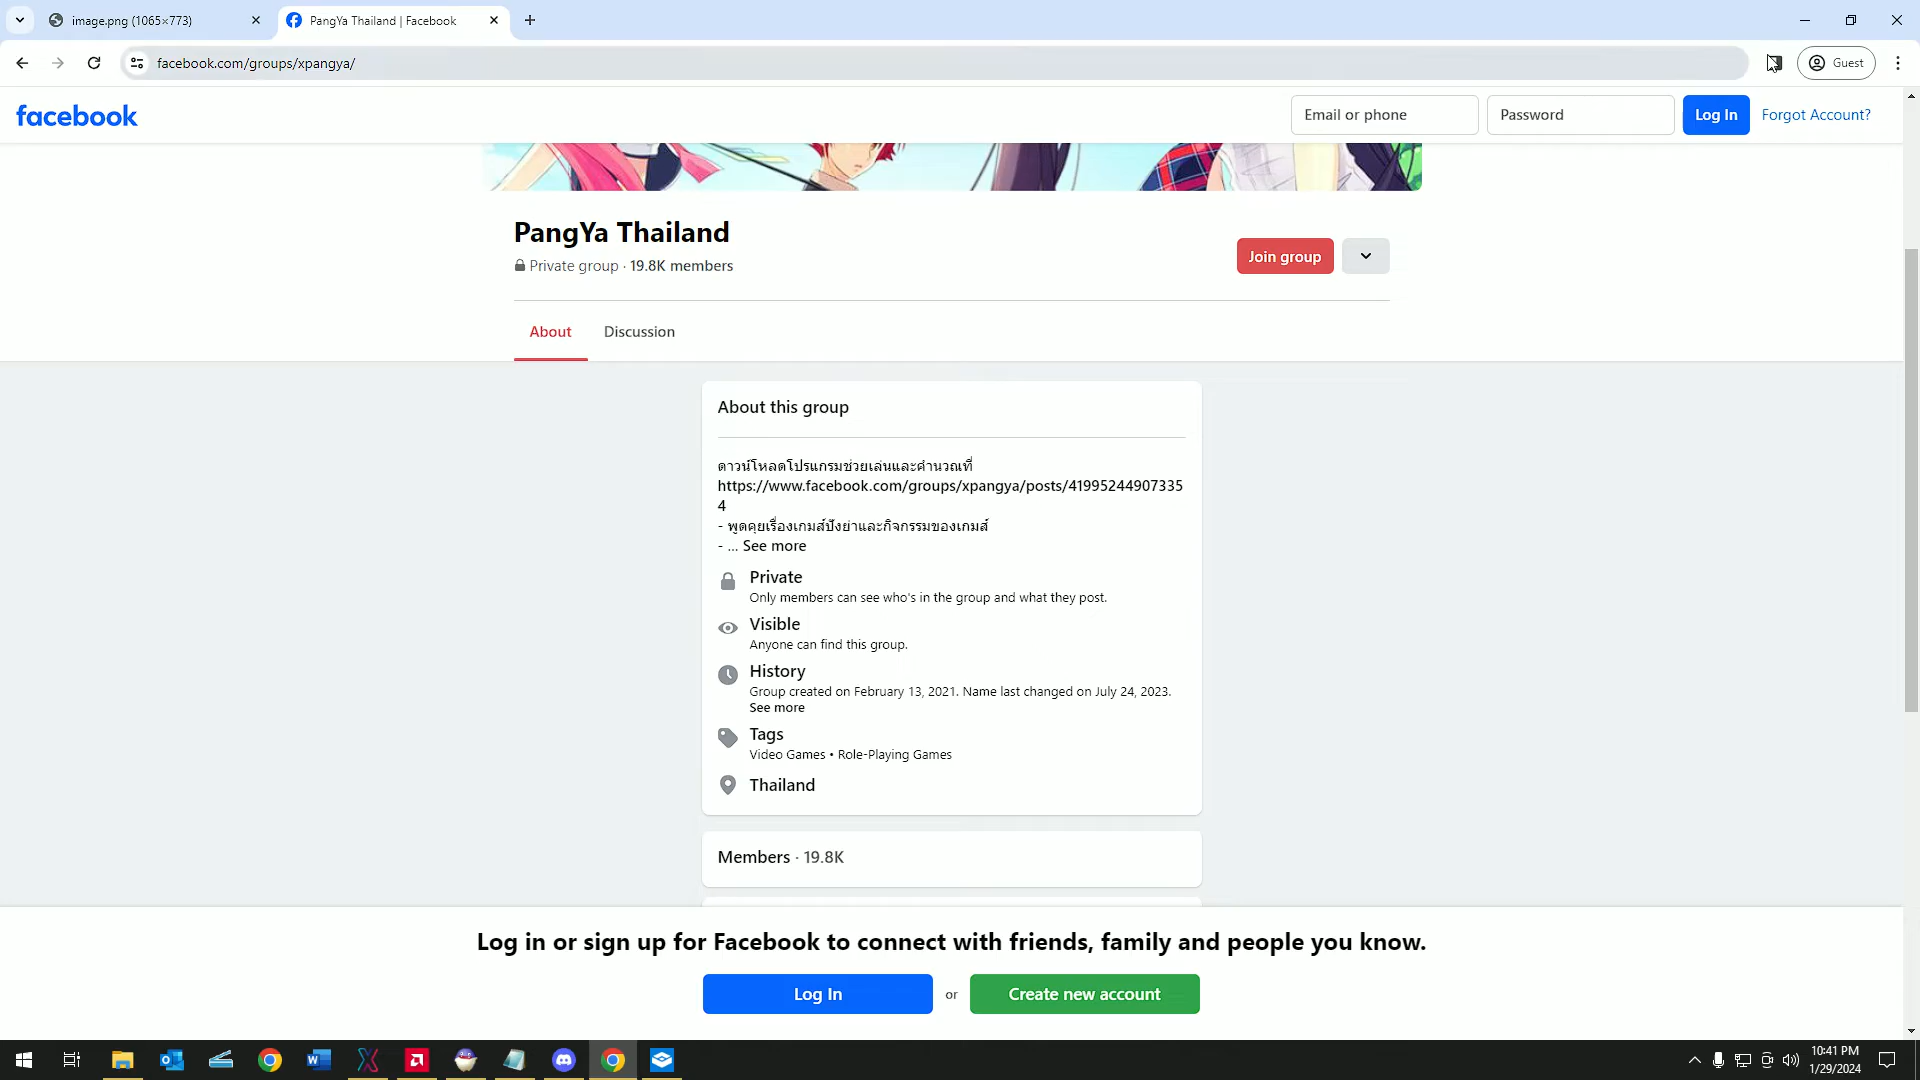 image.png (1065×773)
PangYa Thailand | Facebook
facebook.com/groups/xpangya/
Guest
facebook
Email or phone
Password
Log In
Forgot Account?
PangYa Thailand
Private group · 19.8K members
Join group
About
Discussion
About this group
ดาวน์โหลดโปรแกรมช่วยเล่นและคำนวณที่
https://www.facebook.com/groups/xpangya/posts/41995244907335
4
- พูดคุยเรื่องเกมส์ปังย่าและกิจกรรมของเกมส์
- ... See more
Private
Only members can see who's in the group and what they post.
Visible
Anyone can find this group.
History
Group created on February 13, 2021. Name last changed on July 24, 2023.
See more
Tags
Video Games • Role-Playing Games
Thailand
Members · 19.8K
Log in or sign up for Facebook to connect with friends, family and people you know.
Log In
or
Create new account
10:41 PM
1/29/2024